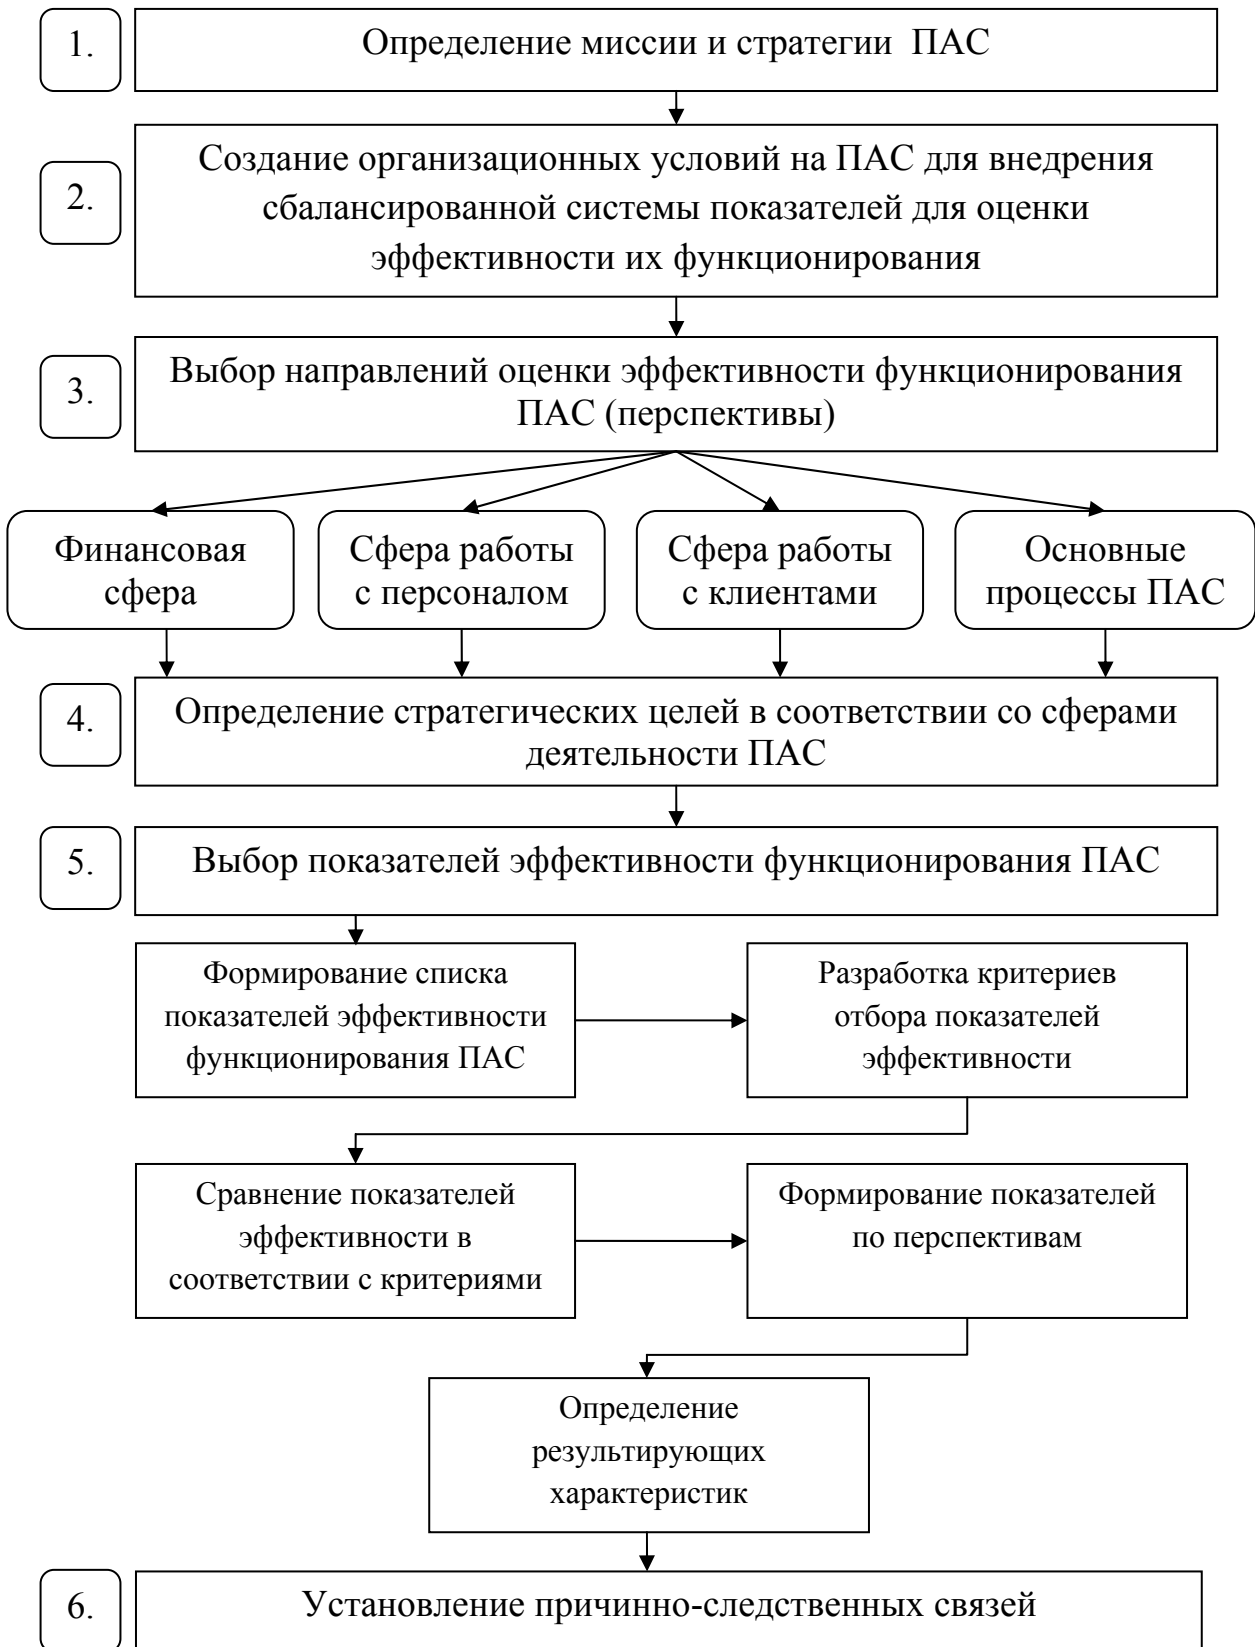 1.
Определение миссии и стратегии ПАС
2.
Создание организационных условий на ПАС для внедрения
сбалансированной системы показателей для оценки
эффективности их функционирования
3.
Выбор направлений оценки эффективности функционирования
ПАС (перспективы)
Финансовая
сфера
Сфера работы
с персоналом
Сфера работы
с клиентами
Основные
процессы ПАС
4.
Определение стратегических целей в соответствии со сферами
деятельности ПАС
5.
Выбор показателей эффективности функционирования ПАС
Формирование списка
показателей эффективности
функционирования ПАС
Разработка критериев
отбора показателей
эффективности
Сравнение показателей
эффективности в
соответствии с критериями
Формирование показателей
по перспективам
Определение
результирующих
характеристик
6.
Установление причинно-следственных связей